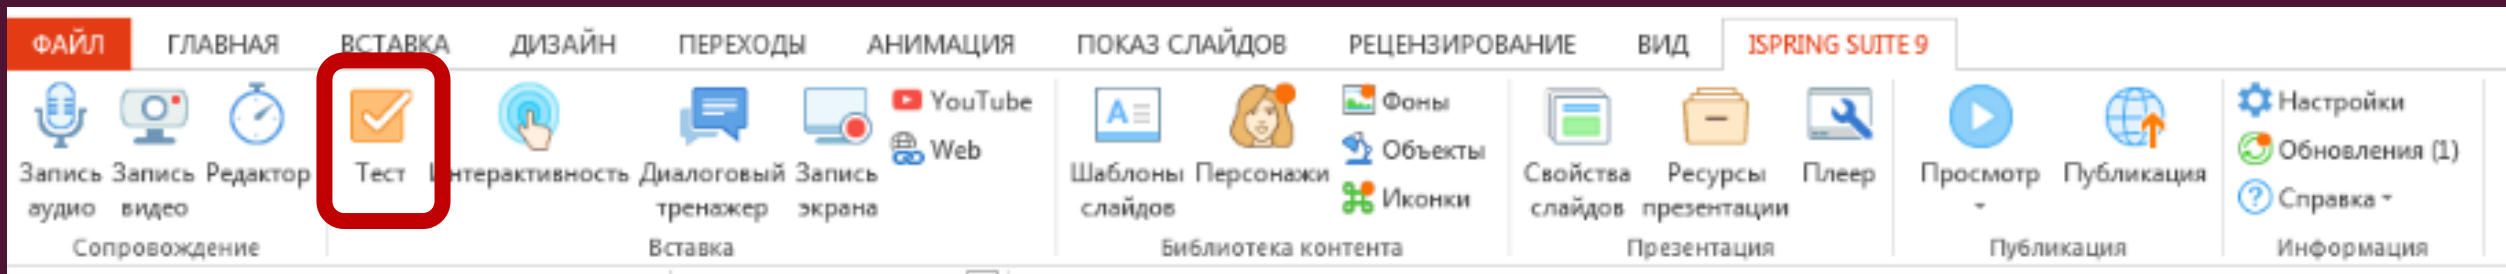 ФАЙЛ ГЛАВНАЯ ВСТАВКА ДИЗАЙН ПЕРЕХОДЫ АНИМАЦИЯ ПОКАЗ СЛАЙДОВ РЕЦЕНЗИРОВАНИЕ ВИД ISPRING SUITE 9
Запись аудио
Запись видео
Редактор
Сопровождение
Тест
Интерактивность
Диалоговый тренажер
Запись экрана
YouTube
Web
Вставка
A
Шаблоны слайдов
Персонажи
Фоны
Объекты
Иконки
Библиотека контента
Свойства слайдов
Ресурсы презентации
Плеер
Презентация
Просмотр
Публикация
Публикация
Настройки
Обновления (1)
? Справка
Информация